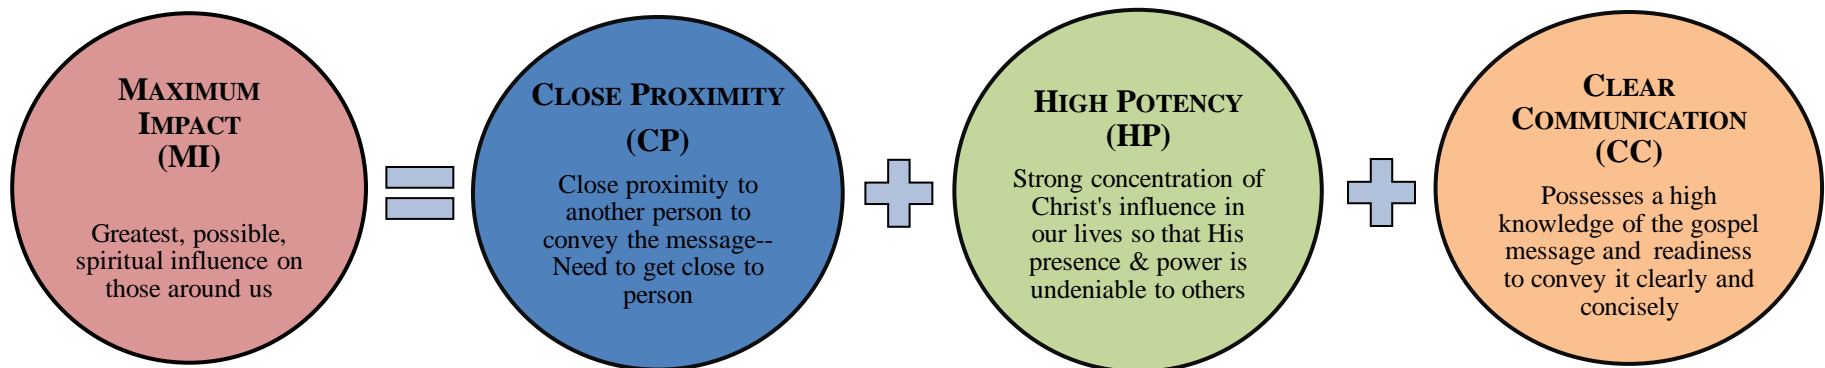 MAXIMUM
IMPACT
(MI)
Greatest, possible,
spiritual influence on
those around us
CLOSE PROXIMITY
(CP)
Close proximity to
another person to
convey the message--
Need to get close to
person
HIGH POTENCY
(HP)
Strong concentration of
Christ's influence in
our lives so that His
presence & power is
undeniable to others
CLEAR
COMMUNICATION
(CC)
Possesses a high
knowledge of the gospel
message and readiness
to convey it clearly and
concisely